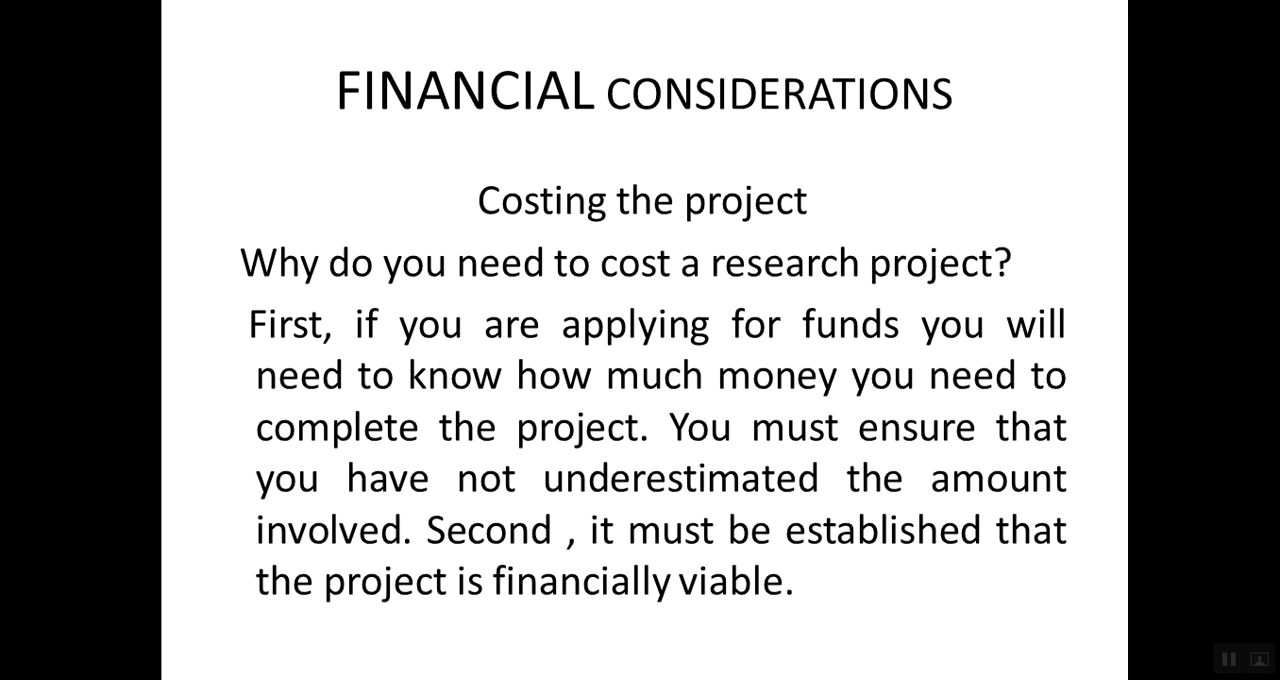 FINANCIAL CONSIDERATIONS
Costing the project
Why do you need to cost a research project?
First, if you are applying for funds you will
need to know how much money you need to
complete the project. You must ensure that
you have not underestimated the amount
involved. Second , it must be established that
the project is financially viable.